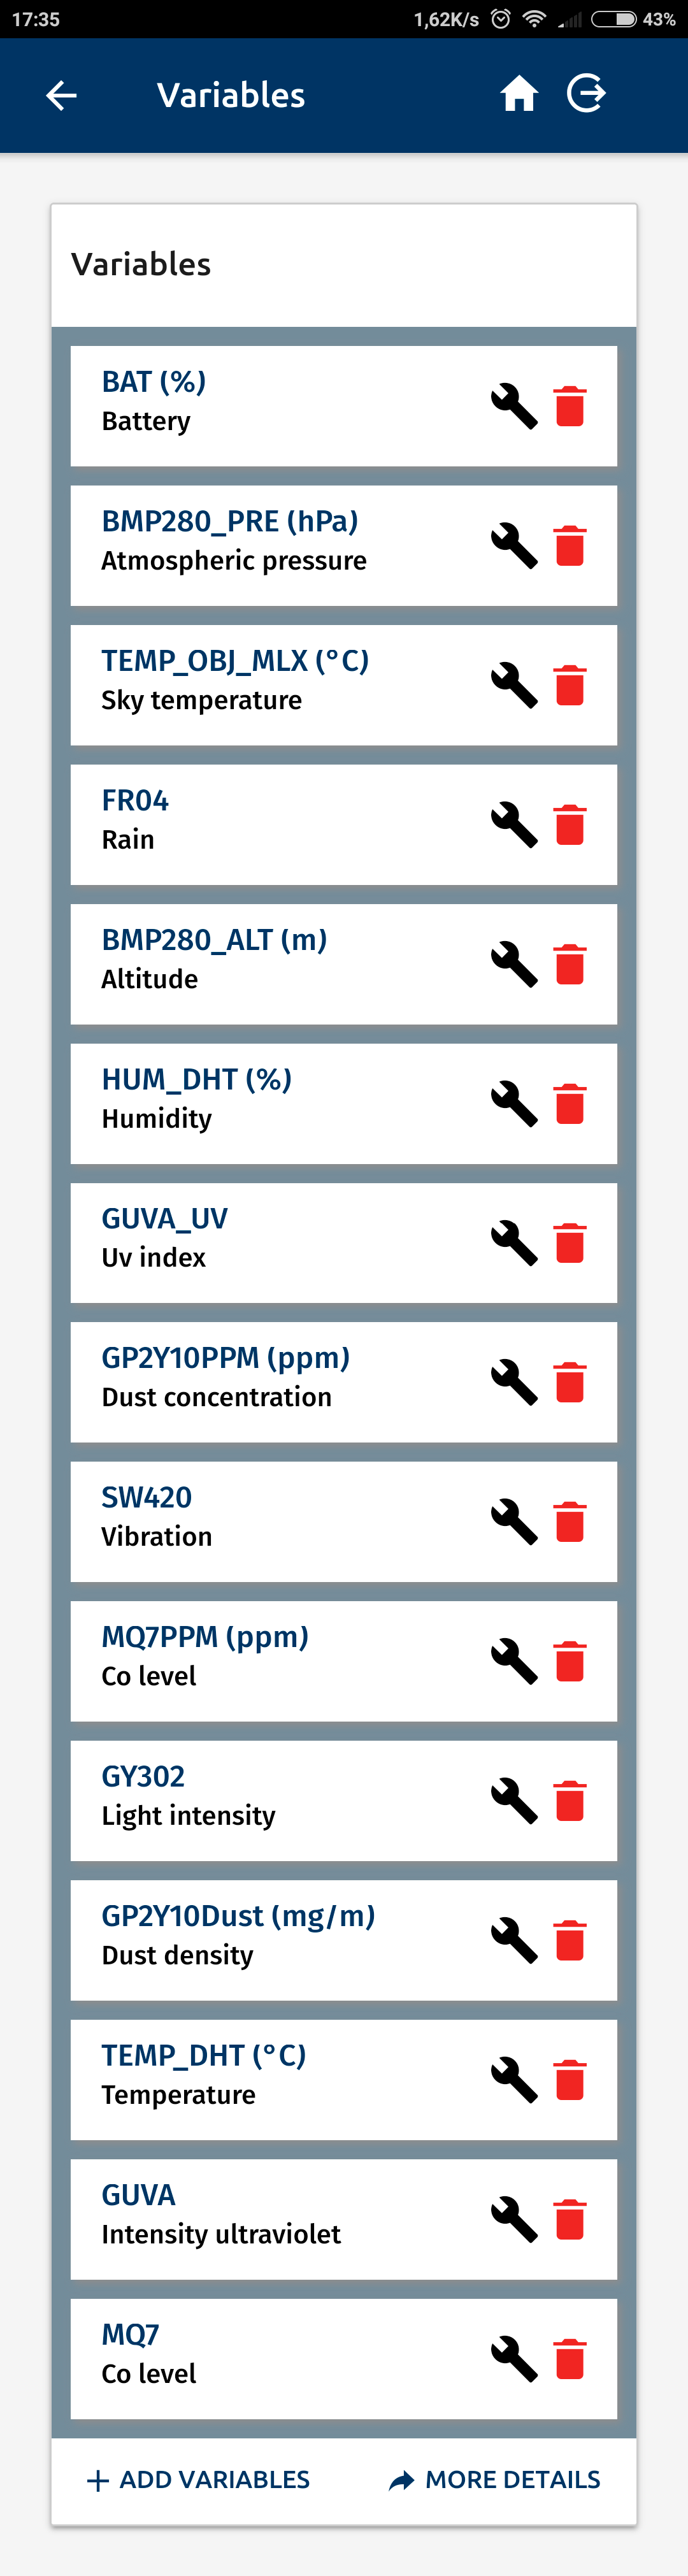 17:35 1,62K/s 43%
Variables
Variables
BAT (%)
Battery
BMP280_PRE (hPa)
Atmospheric pressure
TEMP_OBJ_MLX (°C)
Sky temperature
FR04
Rain
BMP280_ALT (m)
Altitude
HUM_DHT (%)
Humidity
GUVA_UV
Uv index
GP2Y10PPM (ppm)
Dust concentration
SW420
Vibration
MQ7PPM (ppm)
Co level
GY302
Light intensity
GP2Y10Dust (mg/m)
Dust density
TEMP_DHT (°C)
Temperature
GUVA
Intensity ultraviolet
MQ7
Co level
ADD VARIABLES MORE DETAILS